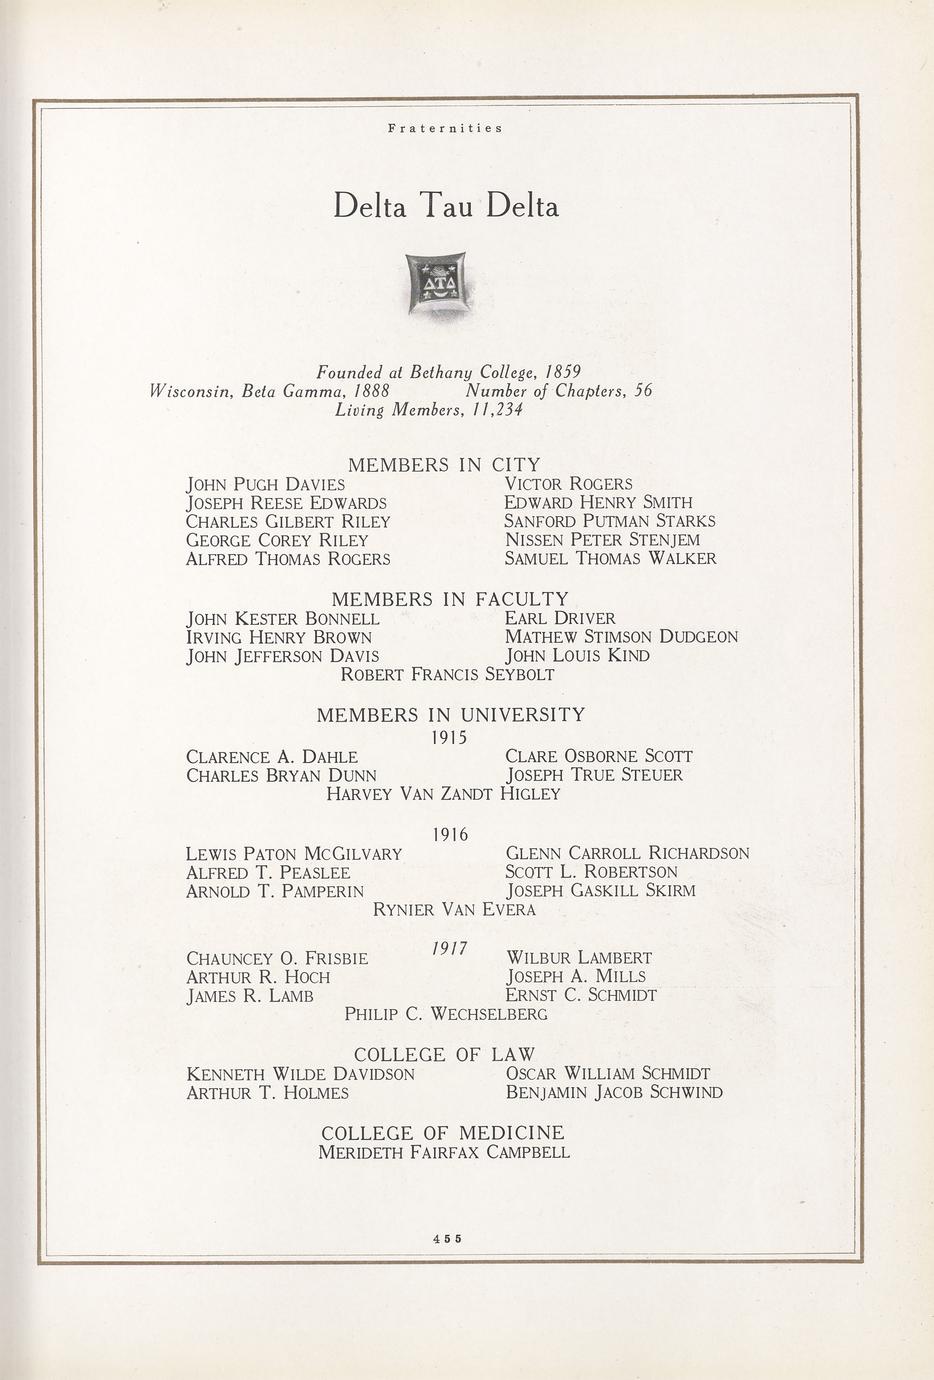 Fraternities
Delta Tau Delta
ΔΤΔ
Founded at Bethany College, 1859
Wisconsin, Beta Gamma, 1888 Number of Chapters, 56
Living Members, 11,234
MEMBERS IN CITY
JOHN PUGH DAVIES VICTOR ROGERS
JOSEPH REESE EDWARDS EDWARD HENRY SMITH
CHARLES GILBERT RILEY SANFORD PUTMAN STARKS
GEORGE COREY RILEY NISSEN PETER STENJEM
ALFRED THOMAS ROGERS SAMUEL THOMAS WALKER
MEMBERS IN FACULTY
JOHN KESTER BONNELL EARL DRIVER
IRVING HENRY BROWN MATHEW STIMSON DUDGEON
JOHN JEFFERSON DAVIS JOHN LOUIS KIND
ROBERT FRANCIS SEYBOLT
MEMBERS IN UNIVERSITY
1915
CLARENCE A. DAHLE CLARE OSBORNE SCOTT
CHARLES BRYAN DUNN JOSEPH TRUE STEUER
HARVEY VAN ZANDT HIGLEY
1916
LEWIS PATON MCGILVARY GLENN CARROLL RICHARDSON
ALFRED T. PEASLEE SCOTT L. ROBERTSON
ARNOLD T. PAMPERIN JOSEPH GASKILL SKIRM
RYNIER VAN EVERA
1917
CHAUNCEY O. FRISBIE WILBUR LAMBERT
ARTHUR R. HOCH JOSEPH A. MILLS
JAMES R. LAMB ERNST C. SCHMIDT
PHILIP C. WECHSELBERG
COLLEGE OF LAW
KENNETH WILDE DAVIDSON OSCAR WILLIAM SCHMIDT
ARTHUR T. HOLMES BENJAMIN JACOB SCHWIND
COLLEGE OF MEDICINE
MERIDETH FAIRFAX CAMPBELL
455